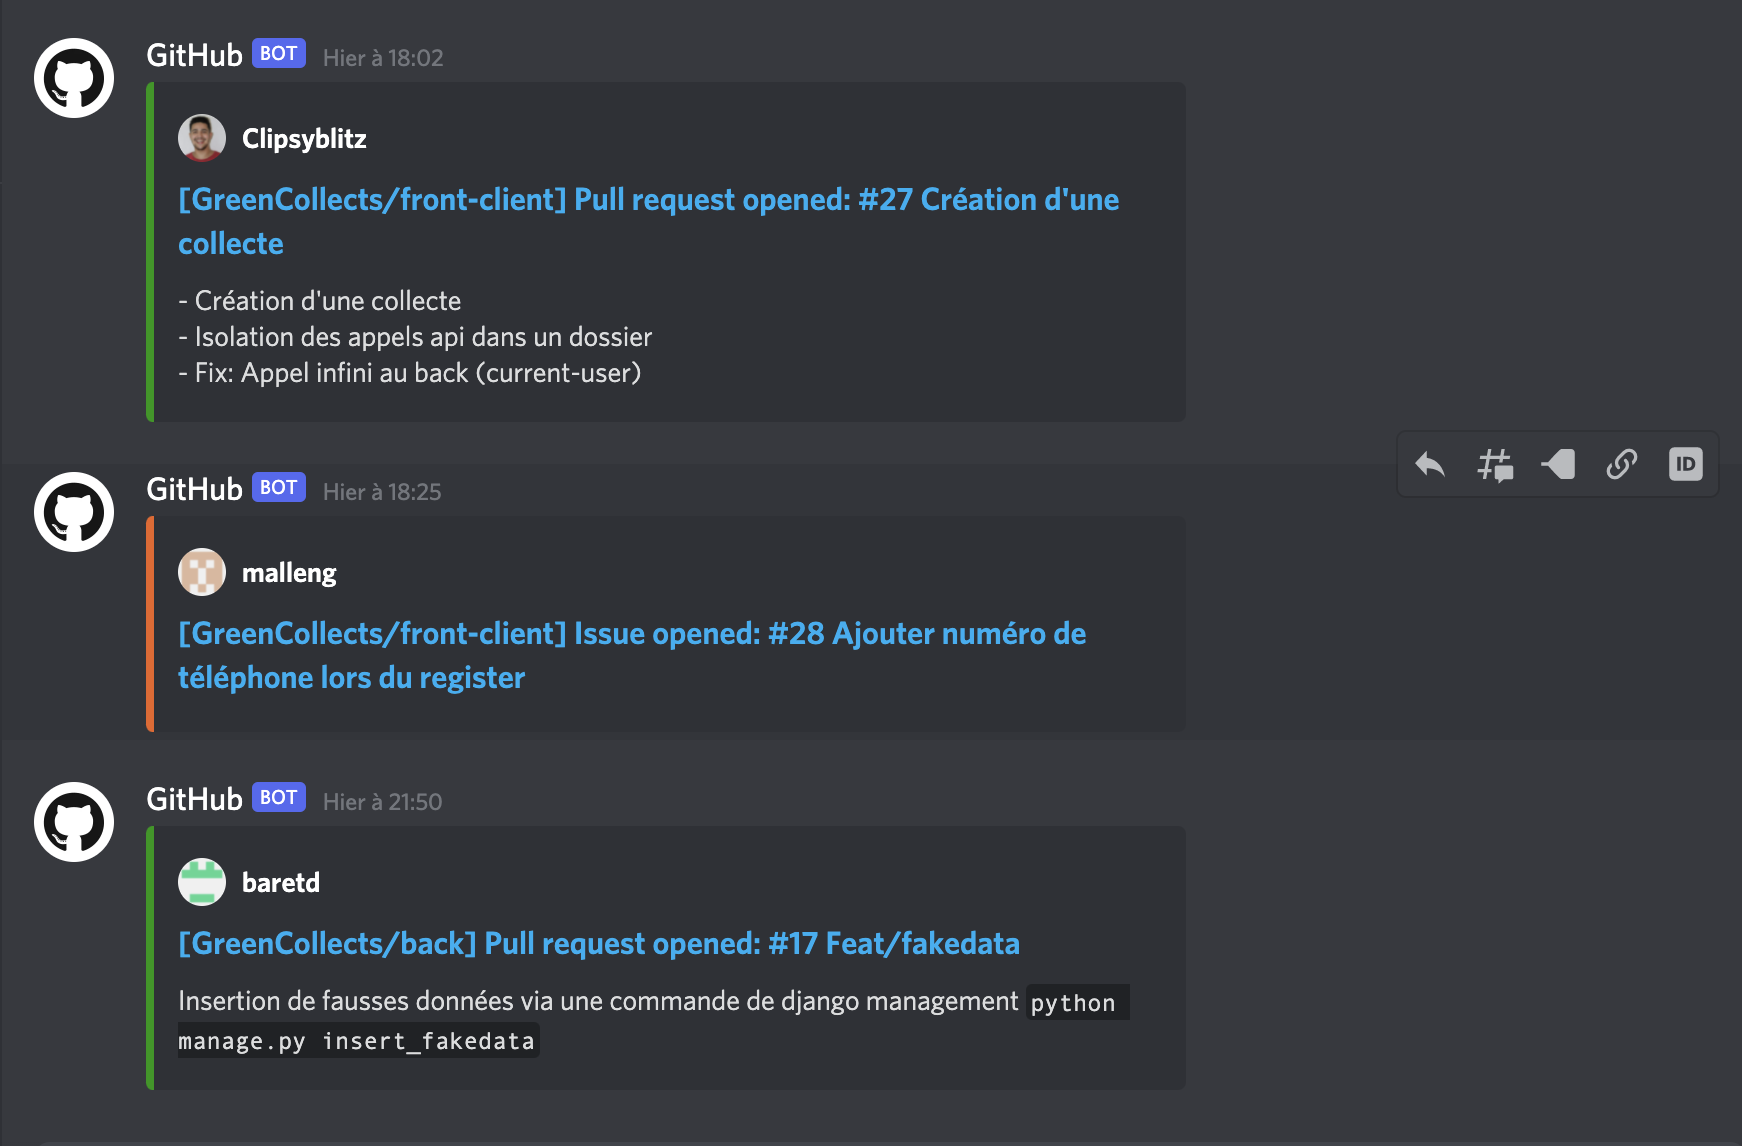 GitHub BOT Hier à 18:02
Clipsyblitz
[GreenCollects/front-client] Pull request opened: #27 Création d'une
collecte
- Création d'une collecte
- Isolation des appels api dans un dossier
- Fix: Appel infini au back (current-user)
ID
GitHub BOT Hier à 18:25
malleng
[GreenCollects/front-client] Issue opened: #28 Ajouter numéro de
téléphone lors du register
GitHub BOT Hier à 21:50
baretd
[GreenCollects/back] Pull request opened: #17 Feat/fakedata
Insertion de fausses données via une commande de django management python
manage.py insert_fakedata